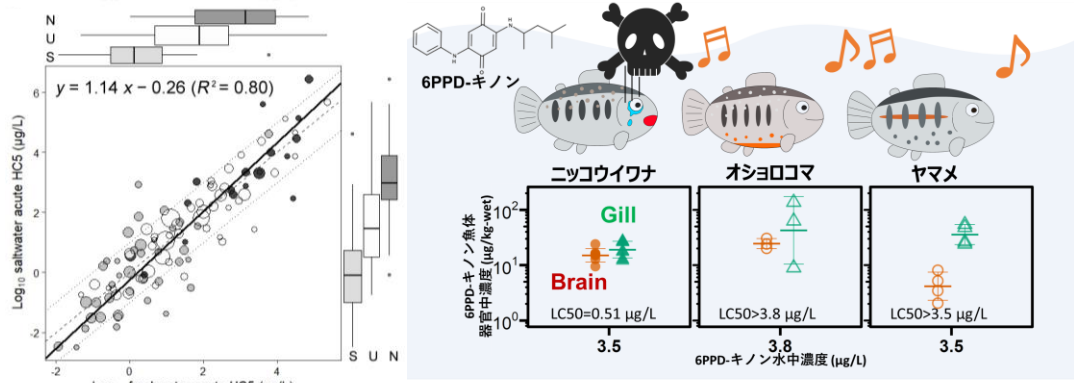 N
U
S
y = 1.14 x − 0.26 (R² = 0.80)
Log₁₀ saltwater acute HC5 (μg/L)
6
4
2
0
-2
-2
0
2
4
S U N
6PPD-キノン
O
H
N
N
H
O
ニッコウイワナ
オショロコマ
ヤマメ
6PPD-キノン魚体
器官中濃度 (μg/kg-wet)
10²
10¹
10⁰
Gill
Brain
LC50=0.51 μg/L
LC50>3.8 μg/L
LC50>3.5 μg/L
3.5
3.8
3.5
6PPD-キノン水中濃度 (μg/L)